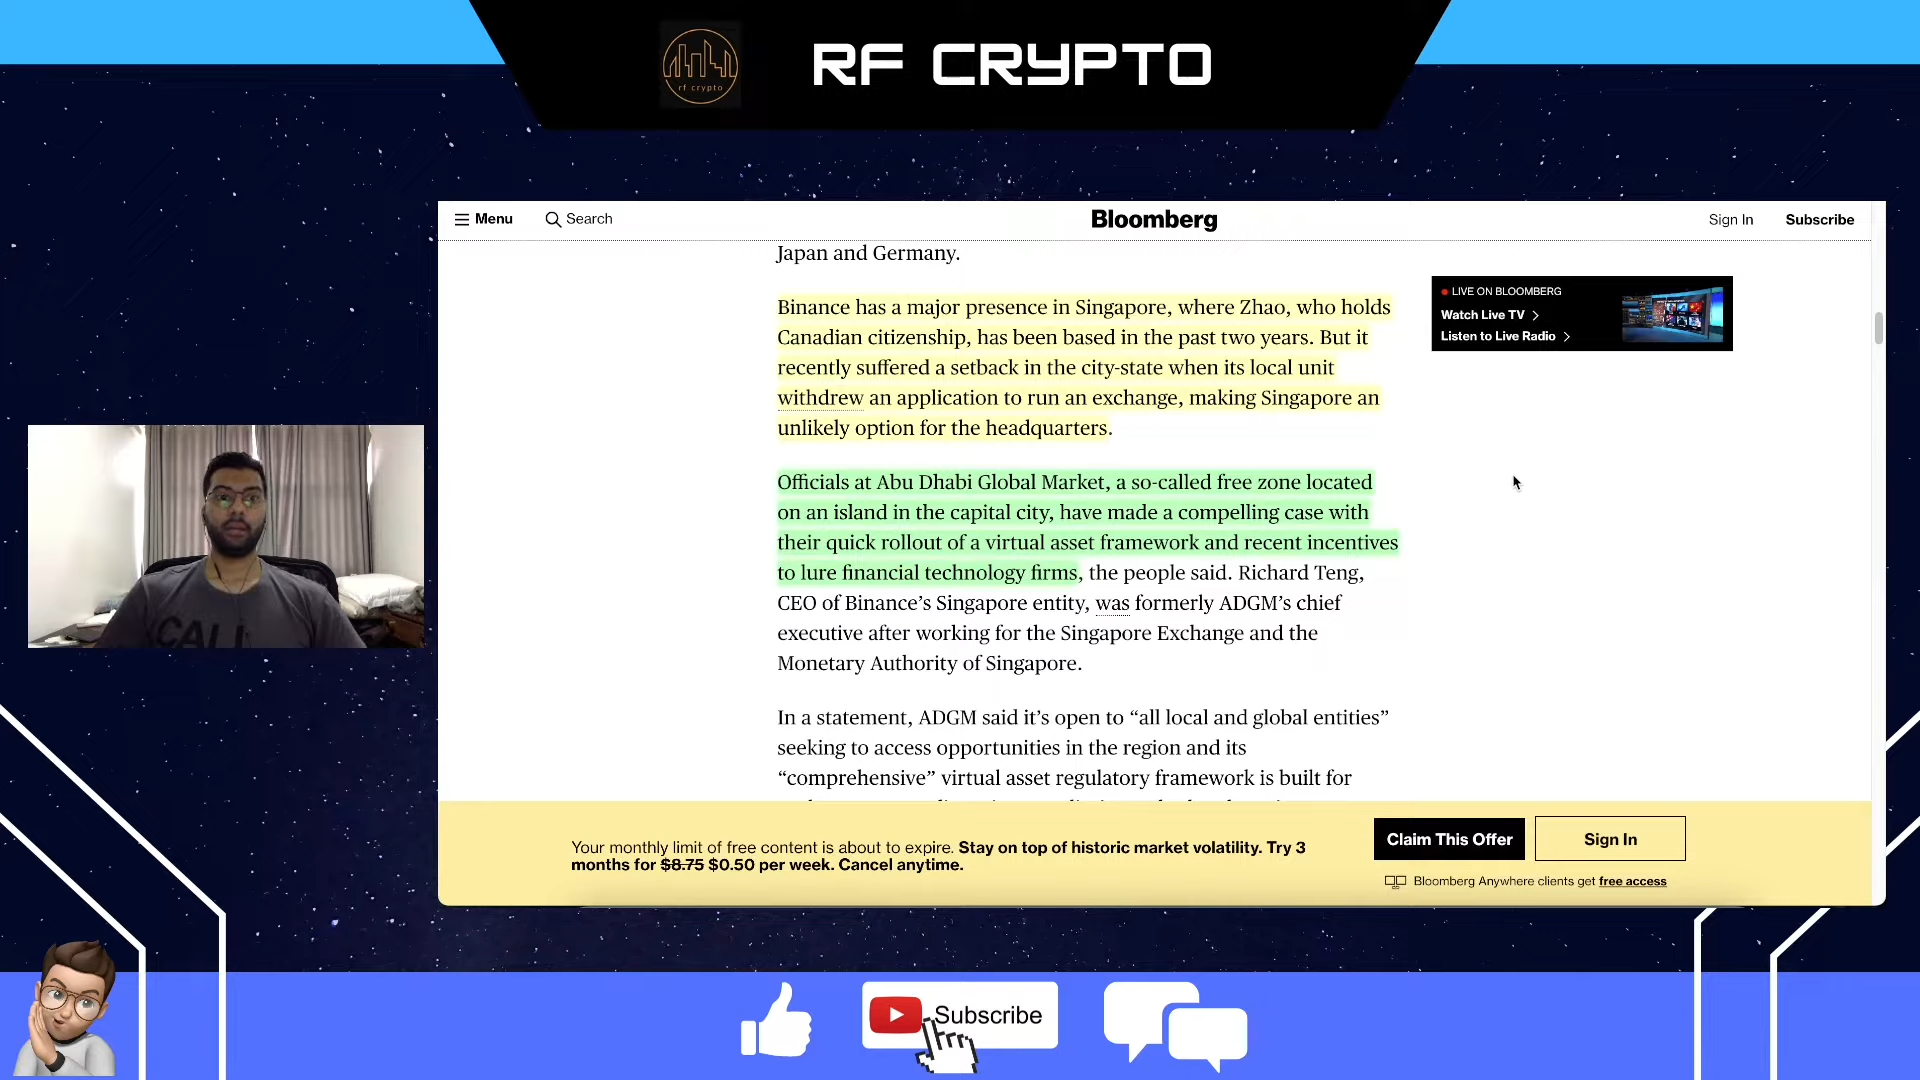 rf crypto
RF CRYPTO
Menu
Search
Bloomberg
Sign In
Subscribe
Japan and Germany.
Binance has a major presence in Singapore, where Zhao, who holds
Canadian citizenship, has been based in the past two years. But it
recently suffered a setback in the city-state when its local unit
withdrew an application to run an exchange, making Singapore an
unlikely option for the headquarters.
Officials at Abu Dhabi Global Market, a so-called free zone located
on an island in the capital city, have made a compelling case with
their quick rollout of a virtual asset framework and recent incentives
to lure financial technology firms, the people said. Richard Teng,
CEO of Binance’s Singapore entity, was formerly ADGM’s chief
executive after working for the Singapore Exchange and the
Monetary Authority of Singapore.
In a statement, ADGM said it’s open to “all local and global entities”
seeking to access opportunities in the region and its
“comprehensive” virtual asset regulatory framework is built for
LIVE ON BLOOMBERG
Watch Live TV
Listen to Live Radio
CALI
Your monthly limit of free content is about to expire. Stay on top of historic market volatility. Try 3
months for $8.75 $0.50 per week. Cancel anytime.
Claim This Offer
Sign In
Bloomberg Anywhere clients get free access
Subscribe